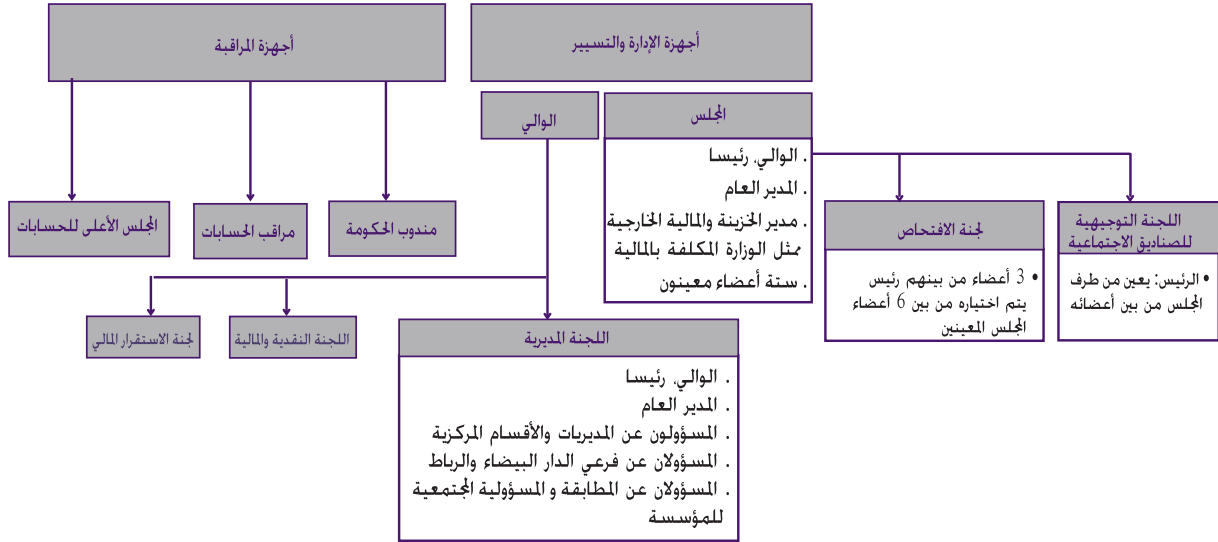 أجهزة الإدارة والتسيير
أجهزة المراقبة
المجلس
. الوالي، رئيسا
. المدير العام
. مدير الخزينة والمالية الخارجية
ممثل الوزارة المكلفة بالمالية
. ستة أعضاء معينون
الوالي
اللجنة التوجيهية
للصناديق الاجتماعية
• الرئيس: يعين من طرف
المجلس من بين أعضائه
لجنة الافتحاص
• 3 أعضاء من بينهم رئيس
يتم اختياره من بين 6 أعضاء
المجلس المعينين
مندوب الحكومة
مراقب الحسابات
المجلس الأعلى للحسابات
اللجنة المديرية
. الوالي، رئيسا
. المدير العام
. المسؤولون عن المديريات والأقسام المركزية
. المسؤولان عن فرعي الدار البيضاء والرباط
. المسؤولان عن المطابقة و المسؤولية المجتمعية
للمؤسسة
اللجنة النقدية والمالية
لجنة الاستقرار المالي